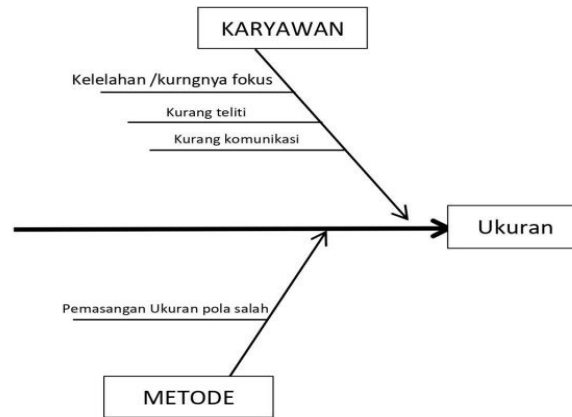 KARYAWAN
Kelelahan /kurngnya fokus
Kurang teliti
Kurang komunikasi
Ukuran
Pemasangan Ukuran pola salah
METODE